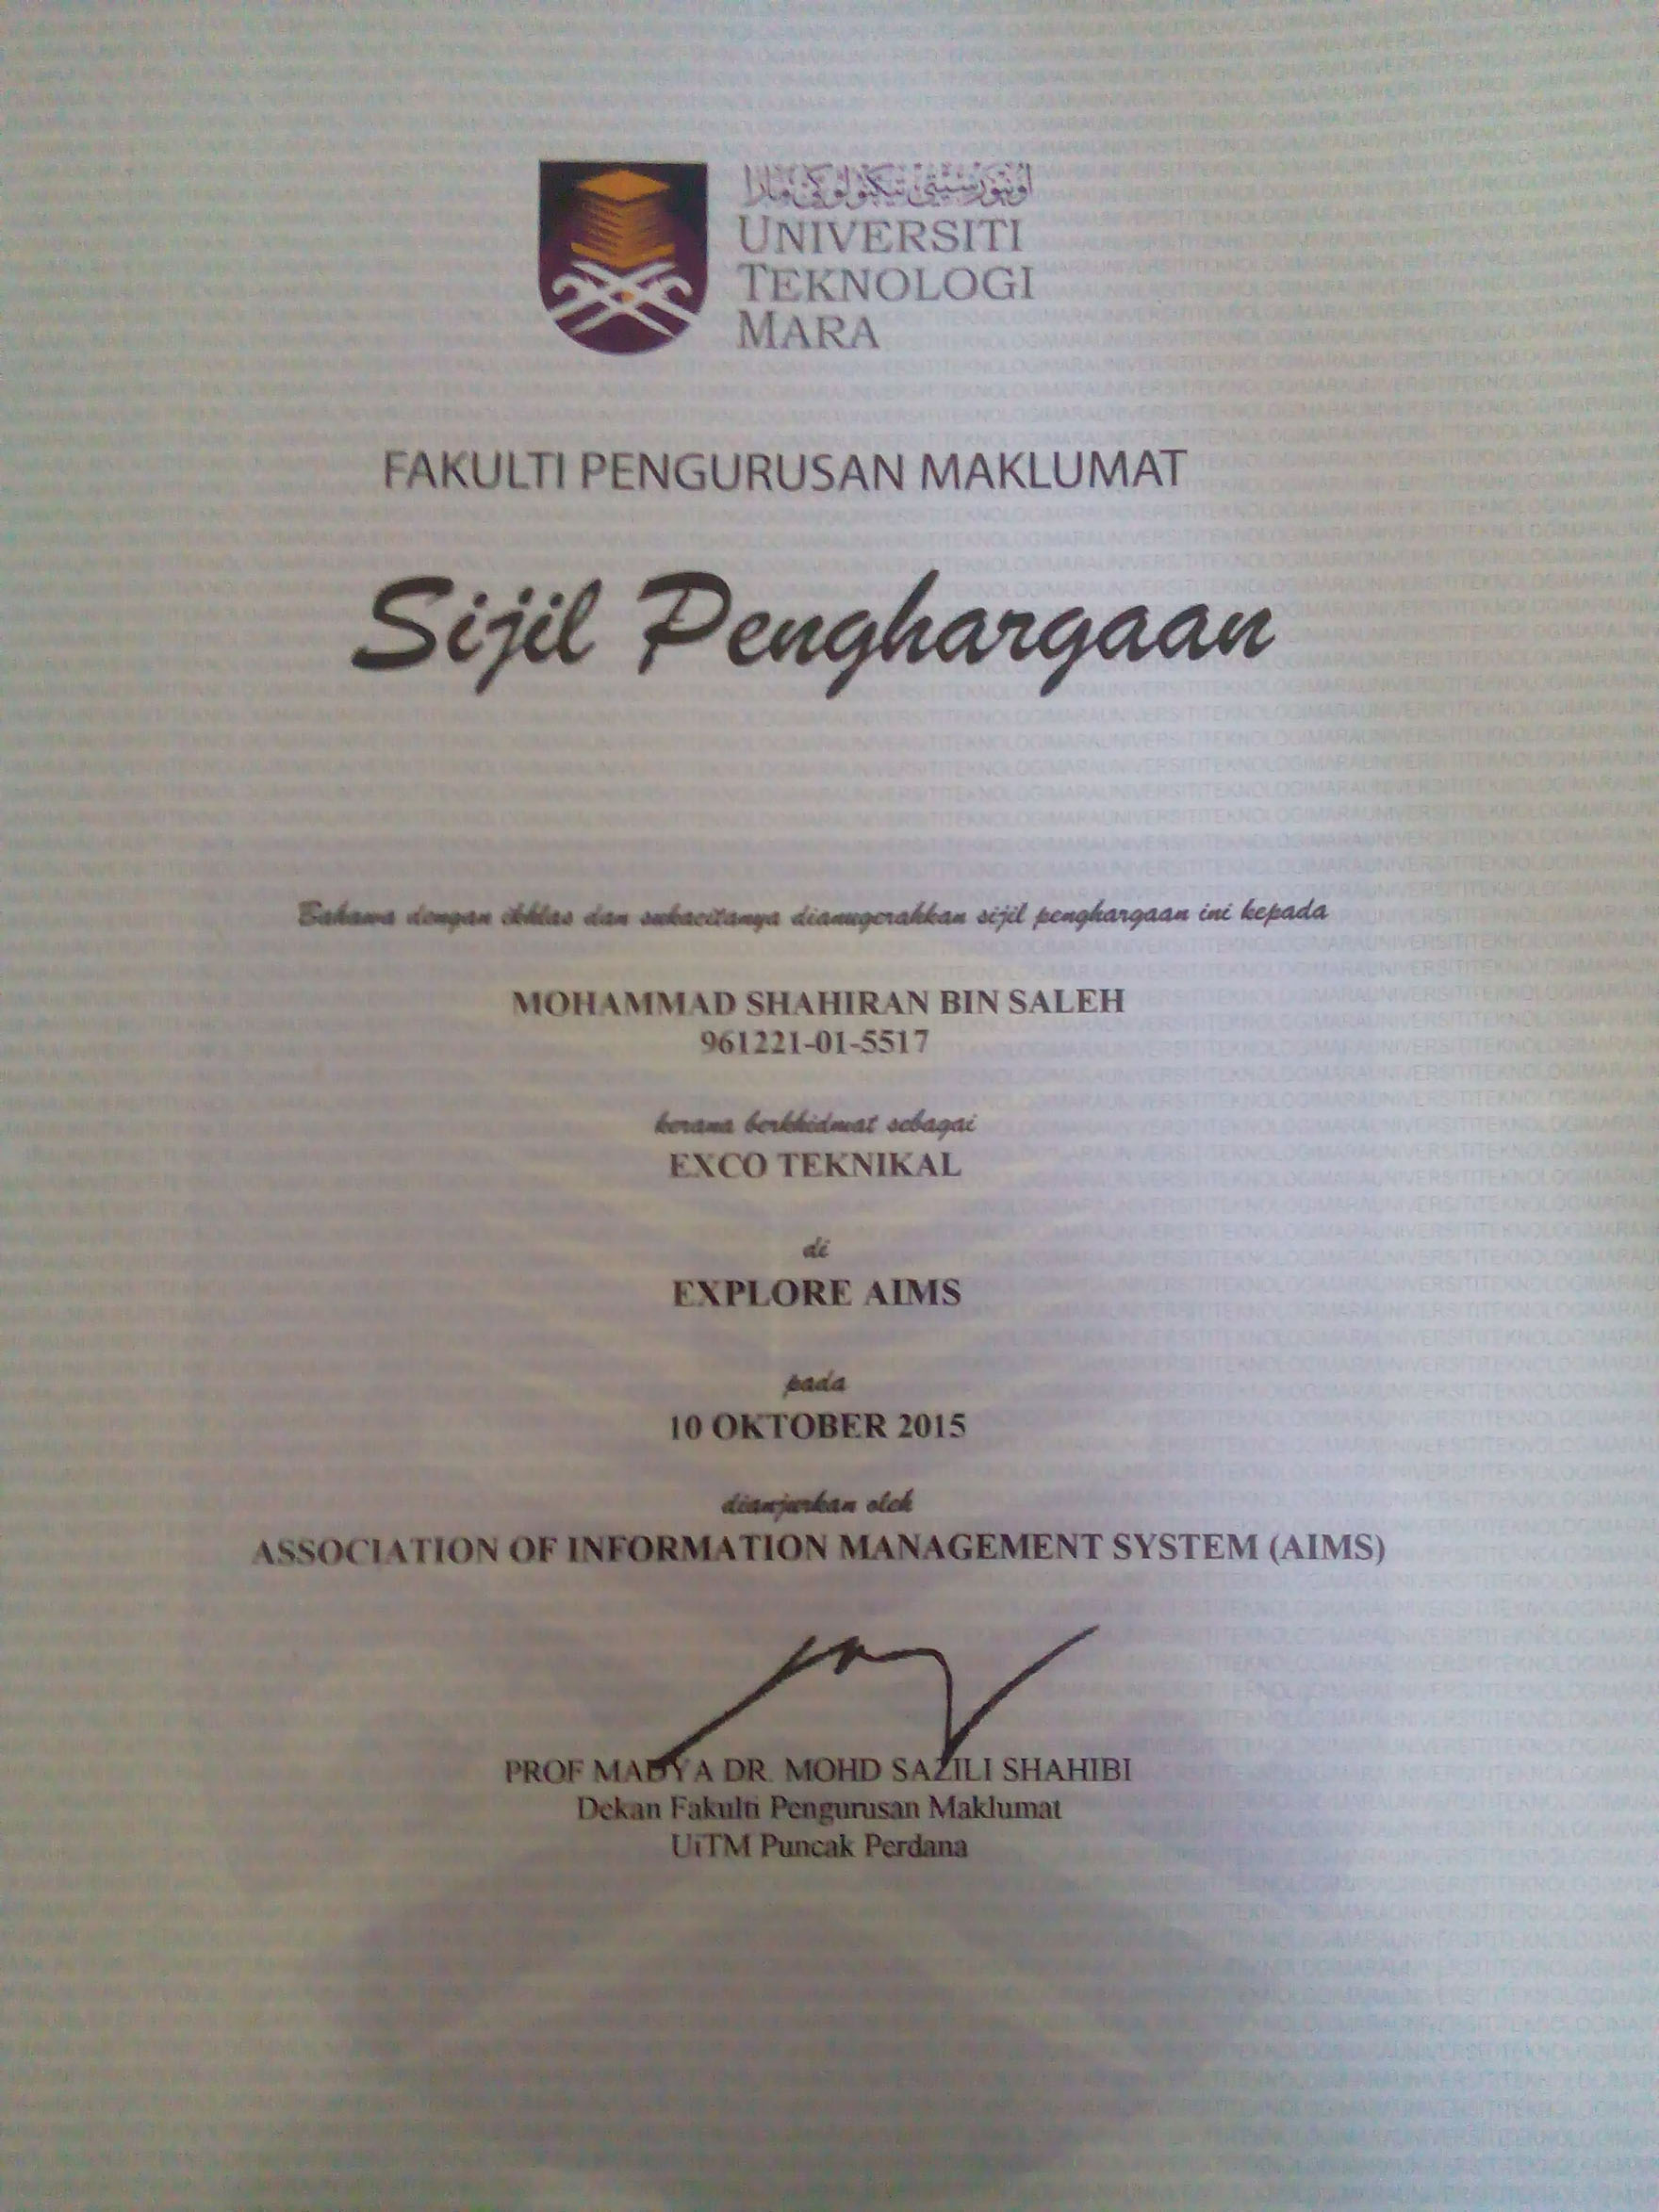 اونيۏرسيتي تيكنولوڬي مارا
UNIVERSITI
TEKNOLOGI
MARA
FAKULTI PENGURUSAN MAKLUMAT
Sijil Penghargaan
Bahawa dengan ikhlas dan sukacitanya dianugerahkan sijil penghargaan ini kepada
MOHAMMAD SHAHIRAN BIN SALEH
961221-01-5517
kerana berkhidmat sebagai
EXCO TEKNIKAL
di
EXPLORE AIMS
pada
10 OKTOBER 2015
dianjurkan oleh
ASSOCIATION OF INFORMATION MANAGEMENT SYSTEM (AIMS)
PROF MADYA DR. MOHD SAZILI SHAHIBI
Dekan Fakulti Pengurusan Maklumat
UiTM Puncak Perdana